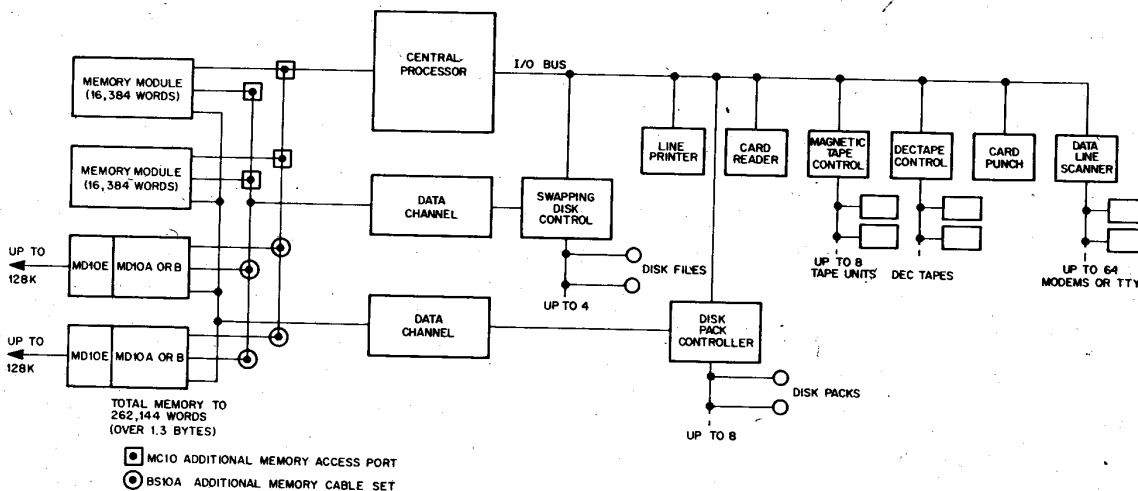 CENTRAL
PROCESSOR
I/O BUS
MEMORY MODULE
(16,384 WORDS)
MEMORY MODULE
(16,384 WORDS)
LINE
PRINTER
CARD
READER
MAGNETIC
TAPE
CONTROL
DECTAPE
CONTROL
CARD
PUNCH
DATA
LINE
SCANNER
DATA
CHANNEL
SWAPPING
DISK
CONTROL
UP TO
128K
MD10E
MD10A OR B
DISK FILES
UP TO 4
UP TO 8
TAPE UNITS
DEC TAPES
UP TO 64
MODEMS OR TTY
DATA
CHANNEL
DISK
PACK
CONTROLLER
UP TO
128K
MD10E
MD10A OR B
DISK PACKS
UP TO 8
TOTAL MEMORY TO
262,144 WORDS
(OVER 1.3 BYTES)
MC10 ADDITIONAL MEMORY ACCESS PORT
BS10A ADDITIONAL MEMORY CABLE SET